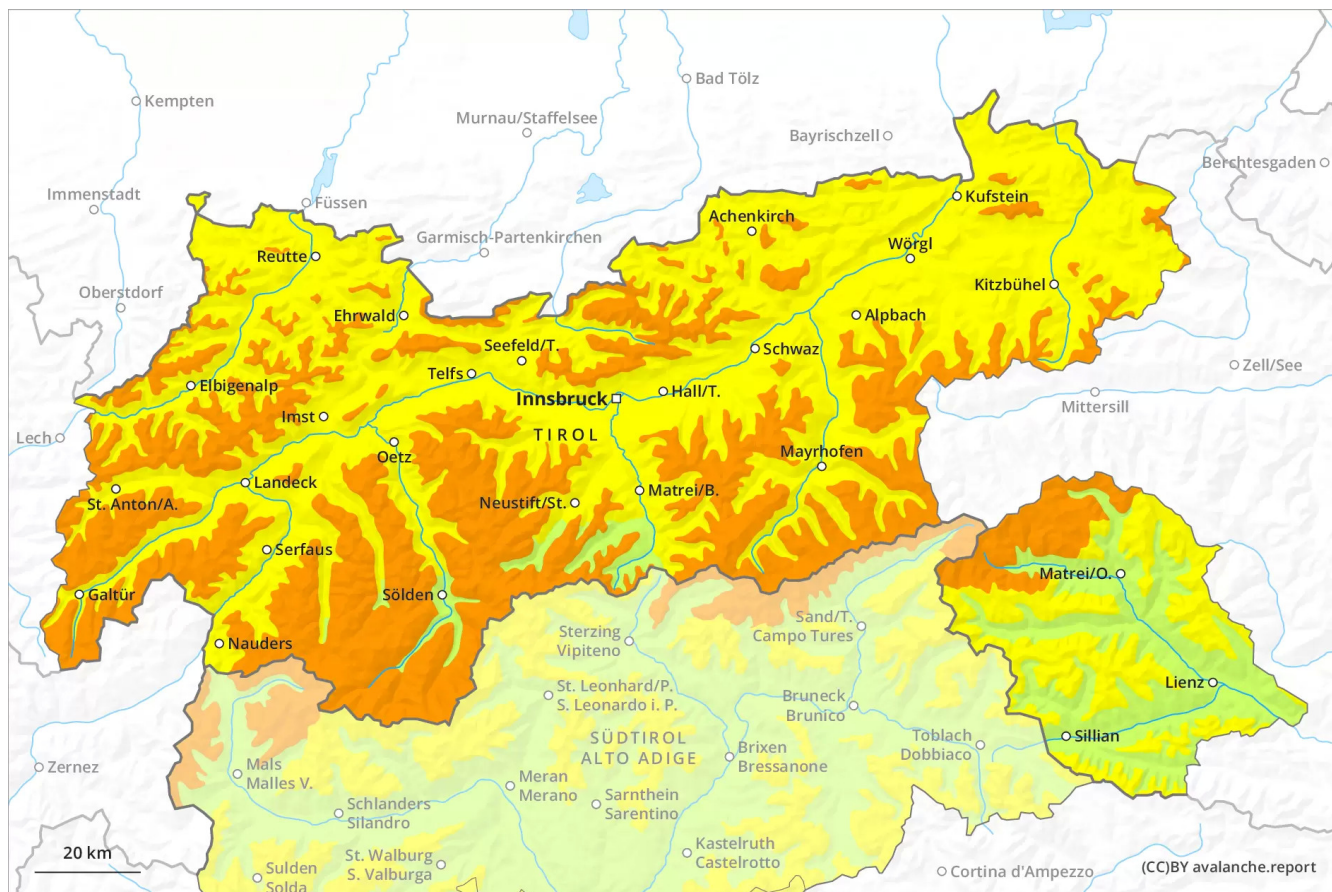 Bad Tölz
Kempten
Murnau/Staffelsee
Bayrischzell
Berchtesgaden
Immenstadt
Füssen
Kufstein
Achenkirch
Garmisch-Partenkirchen
Wörgl
Reutte
Oberstdorf
Kitzbühel
Ehrwald
Alpbach
Seefeld/T.
Schwaz
Zell/See
Telfs
Elbigenalp
Innsbruck
Hall/T.
Mittersill
Imst
Lech
TIROL
Oetz
Mayrhofen
Landeck
Matrei/B.
St. Anton/A.
Neustift/St.
Serfaus
Matrei/O.
Galtür
Sölden
Sand/T.
Campo Tures
Sterzing
Vipiteno
Nauders
Lienz
St. Leonhard/P.
S. Leonardo i. P.
Bruneck
Brunico
Sillian
Toblach
Dobbiaco
SÜDTIROL
ALTO ADIGE
Brixen
Bressanone
Zernez
Mals
Malles V.
Meran
Merano
Sarnthein
Sarentino
Schlanders
Silandro
Kastelruth
Castelrotto
20 km
St. Walburg
S. Valburga
Sulden
Solda
Cortina d'Ampezzo
(CC)BY avalanche.report